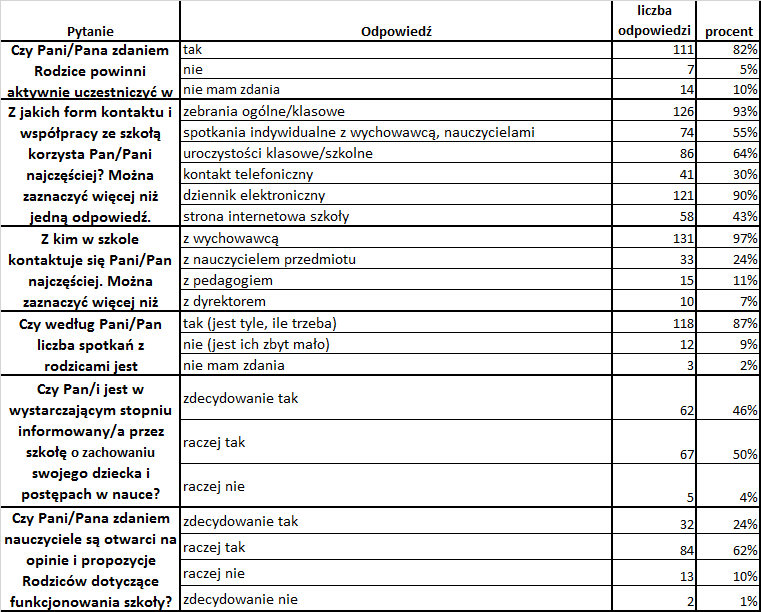 Pytanie Odpowiedź liczba odpowiedzi procent
Czy Pani/Pana zdaniem Rodzice powinni aktywnie uczestniczyć w
tak 111 82%
nie 7 5%
nie mam zdania 14 10%
Z jakich form kontaktu i współpracy ze szkołą korzysta Pan/Pani najczęściej? Można zaznaczyć więcej niż jedną odpowiedź.
zebrania ogólne/klasowe 126 93%
spotkania indywidualne z wychowawcą, nauczycielami 74 55%
uroczystości klasowe/szkolne 86 64%
kontakt telefoniczny 41 30%
dziennik elektroniczny 121 90%
strona internetowa szkoły 58 43%
Z kim w szkole kontaktuje się Pani/Pan najczęściej. Można zaznaczyć więcej niż
z wychowawcą 131 97%
z nauczycielem przedmiotu 33 24%
z pedagogiem 15 11%
z dyrektorem 10 7%
Czy według Pani/Pan liczba spotkań z rodzicami jest
tak (jest tyle, ile trzeba) 118 87%
nie (jest ich zbyt mało) 12 9%
nie mam zdania 3 2%
Czy Pan/i jest w wystarczającym stopniu informowany/a przez szkołę o zachowaniu swojego dziecka i postępach w nauce?
zdecydowanie tak 62 46%
raczej tak 67 50%
raczej nie 5 4%
Czy Pani/Pana zdaniem nauczyciele są otwarci na opinie i propozycje Rodziców dotyczące funkcjonowania szkoły?
zdecydowanie tak 32 24%
raczej tak 84 62%
raczej nie 13 10%
zdecydowanie nie 2 1%